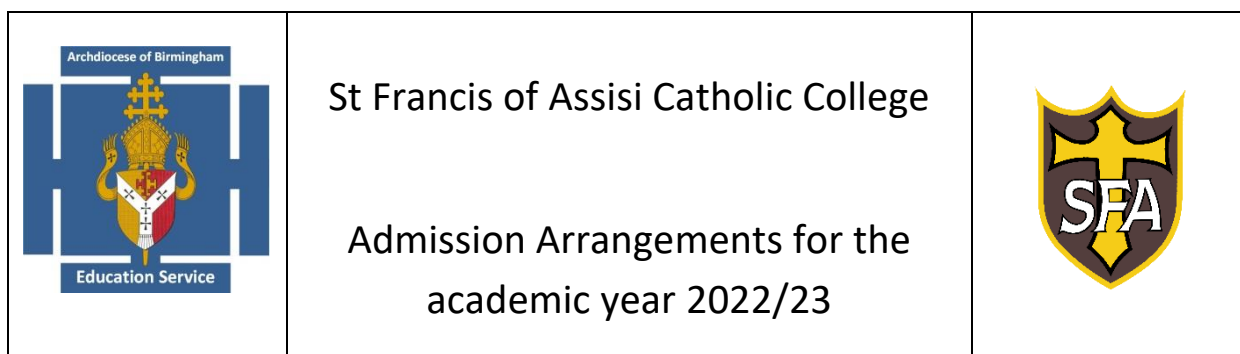 Archdiocese of Birmingham
Education Service
St Francis of Assisi Catholic College
Admission Arrangements for the
academic year 2022/23
SFA